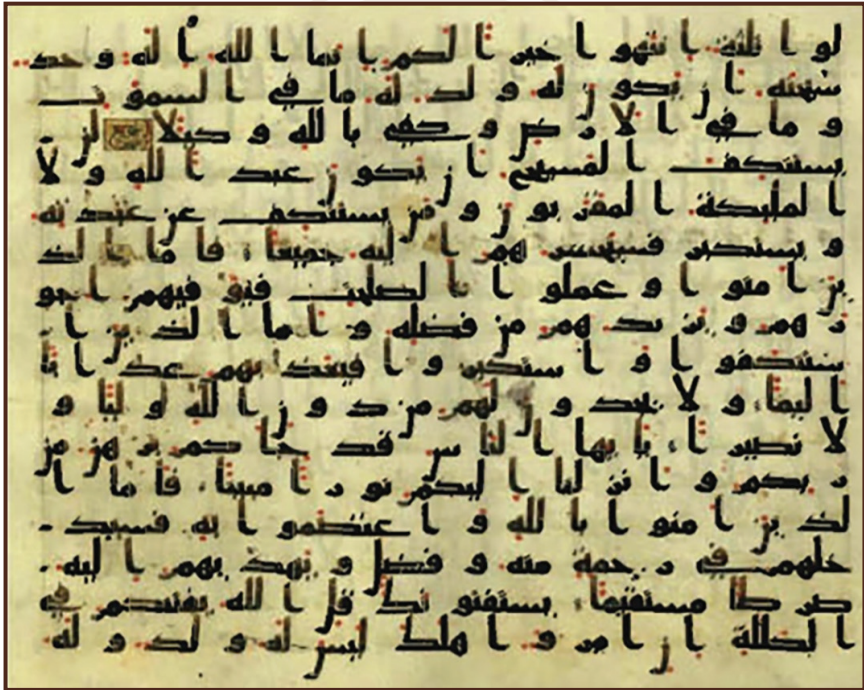 لوا ثلثة انتهوا خيرا لكم انما الله اله وحد
سبحنه ان يكون له ولد له ما في السموت
وما في الارض وكفى بالله وكيلا لن
يستنكف المسيح ان يكون عبدا لله ولا
الملئكة المقربون ومن يستنكف عن عبدته
ويستكبر فسيحشرهم اليه جميعا فاما الذ
ين امنوا وعملوا الصلحت فيوفيهم اجو
رهم ويزيدهم من فضله واما الذين ا
ستنكفوا واستكبروا فيعذبهم عذابا
اليما ولا يجدون لهم من دون الله وليا و
لا نصيرا يايها الناس قد جاكم برهن من
ربكم وانزلنا اليكم نورا مبينا فاما ا
لذين امنوا بالله واعتصموا به فسيد
خلهم في رحمة منه وفضل ويهديهم اليه
صرطا مستقيما يستفتونك قل الله يفتيكم في
الكللة ان امروا هلك ليس له ولد وله